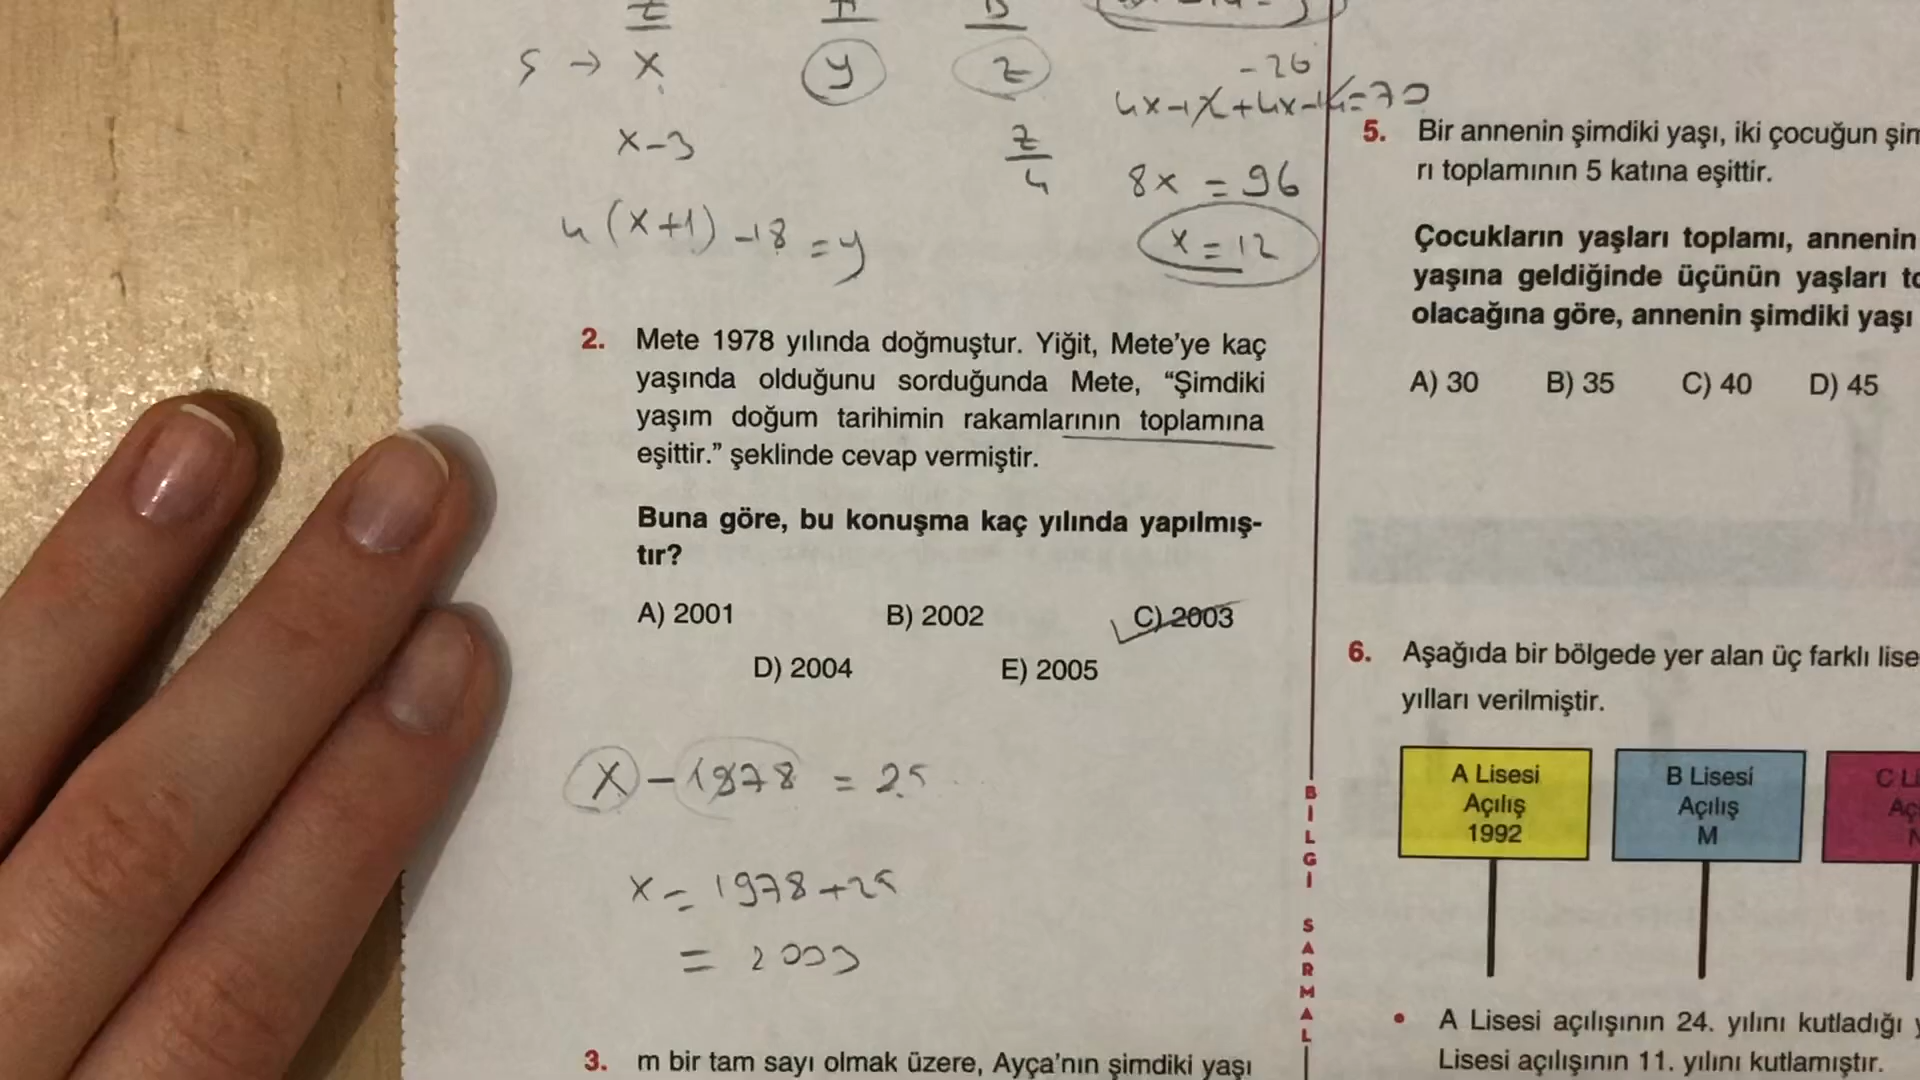 Ş → x y z
x-3 z/4
4(x+1) -18 = y
-26
4x-1x+4x-14=70
8x = 96
x = 12
2. Mete 1978 yılında doğmuştur. Yiğit, Mete'ye kaç
yaşında olduğunu sorduğunda Mete, “Şimdiki
yaşım doğum tarihimin rakamlarının toplamına
eşittir.” şeklinde cevap vermiştir.
Buna göre, bu konuşma kaç yılında yapılmış-
tır?
A) 2001 B) 2002 C) 2003
D) 2004 E) 2005
x - 1978 = 25
x = 1978 + 25
= 2003
3. m bir tam sayı olmak üzere, Ayça'nın şimdiki yaşı
BİLGİ SARMAL
5. Bir annenin şimdiki yaşı, iki çocuğun şim
rı toplamının 5 katına eşittir.
Çocukların yaşları toplamı, annenin
yaşına geldiğinde üçünün yaşları to
olacağına göre, annenin şimdiki yaşı
A) 30 B) 35 C) 40 D) 45
6. Aşağıda bir bölgede yer alan üç farklı lise
yılları verilmiştir.
A Lisesi
Açılış
1992
B Lisesi
Açılış
M
C Li
Aç
N
• A Lisesi açılışının 24. yılını kutladığı y
Lisesi açılışının 11. yılını kutlamıştır.